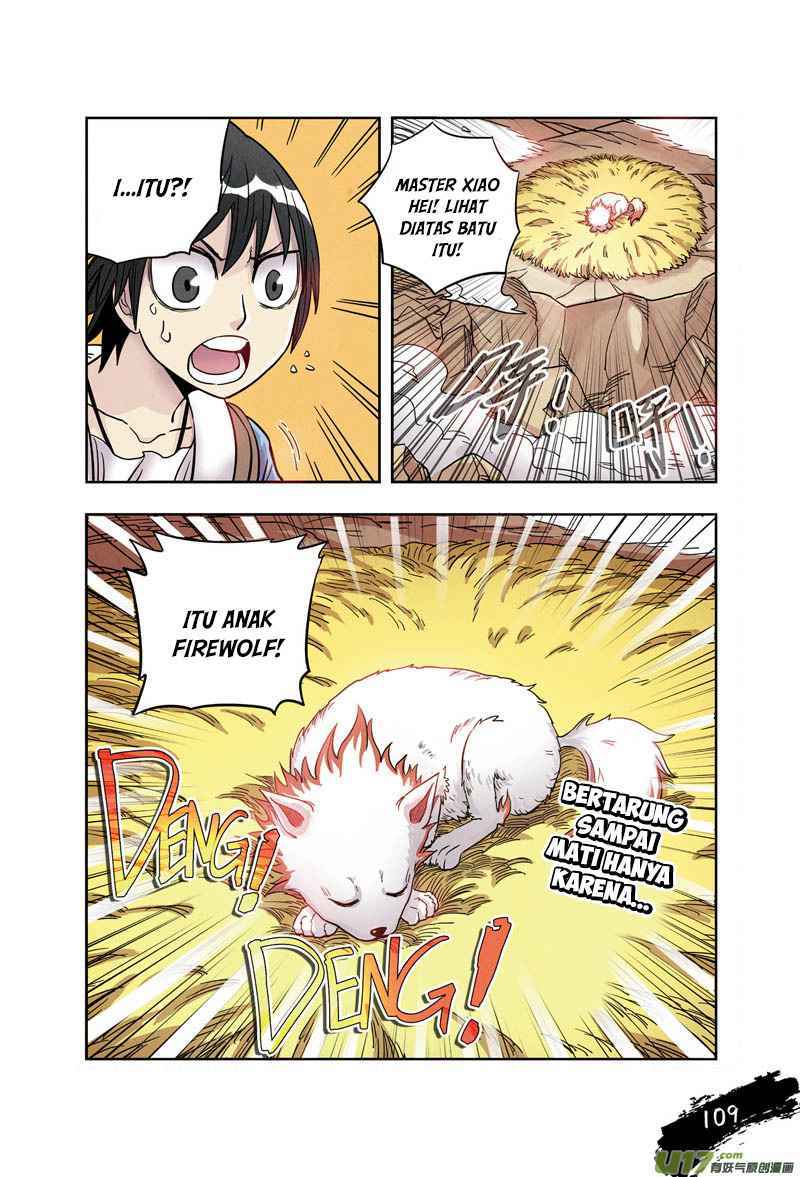 I...ITU?!
MASTER XIAO
HEI! LIHAT
DIATAS BATU
ITU!
呼!
呼!
ITU ANAK
FIREWOLF!
DENG!!
DENG!
BERTARUNG
SAMPAI
MATI HANYA
KARENA...
109
U17.com
有妖气原创漫画